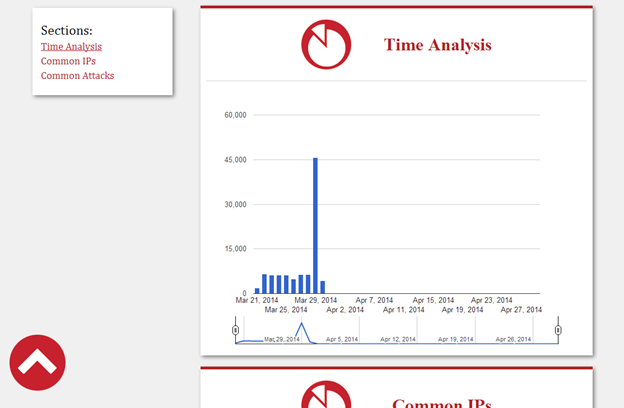 Sections:
Time Analysis
Common IPs
Common Attacks
Time Analysis
60,000
45,000
30,000
15,000
0
Mar 21, 2014 Mar 29, 2014 Apr 7, 2014 Apr 15, 2014 Apr 23, 2014
Mar 25, 2014 Apr 2, 2014 Apr 11, 2014 Apr 19, 2014 Apr 27, 2014
Mar 29, 2014 Apr 5, 2014 Apr 12, 2014 Apr 19, 2014 Apr 26, 2014
Common IPs